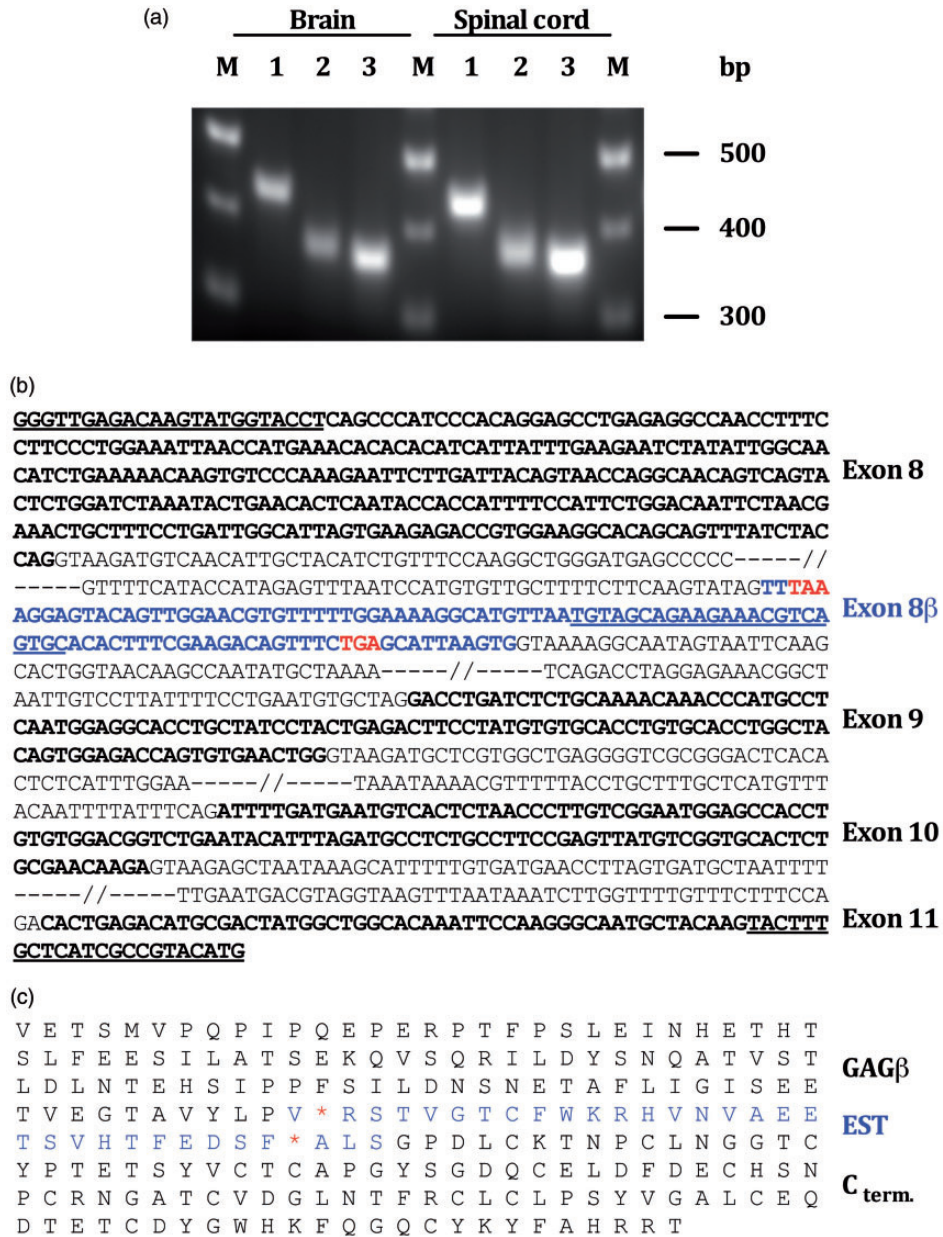 (a)
Brain Spinal cord
M 1 2 3 M 1 2 3 M bp
500
400
300
(b)
GGGTTGAGACAAGTATGGTACCTCAGCCCATCCCACAGGAGCCTGAGAGGCCAACCTTTC
CTTCCCTGGAAATTAACCATGAAACACACACATCATTATTTGAAGAATCTATATTGGCAA
CATCTGAAAAACAAGTGTCCCAAAGAATTCTTGATTACAGTAACCAGGCAACAGTCAGTA
Exon 8
CTCTGGATCTAAATACTGAACACTCAATACCACCATTTTCCATTCTGGACAATTCTAACG
AAACTGCTTTCCTGATTGGCATTAGTGAAGAGACCGTGGAAGGCACAGCAGTTTATCTAC
CAGGTAAGATGTCAACATTGCTACATCTGTTTCCAAGGCTGGGATGAGCCCCC-----//
-----GTTTTCATACCATAGAGTTTAATCCATGTGTTGCTTTTCTTCAAGTATAGTTTAA
AGGAGTACAGTTGGAACGTGTTTTTTGGAAAAGGCATGTTAATGTAGCAGAAGAAACGTCA
Exon 8β
GTGCACACTTTCGAAGACAGTTTCTGAGCATTAAGTGGTAAAAGGCAATAGTAATTCAAG
CACTGGTAACAAGCCAATATGCTAAAA-----//-----TCAGACCTAGGAGAAACGGCT
AATTGTCCTTATTTTCCTGAATGTGCTAGGACCTGATCTCTGCAAAACAAACCCATGCCT
CAATGGAGGCACCTGCTATCCTACTGAGACTTCCTATGTGTGCACCTGTGCACCTGGCTA
Exon 9
CAGTGGAGACCAGTGTGAACTGGGTAAGATGCTCGTGGCTGAGGGGTCGCGGGACTCACA
CTCTCATTTGGAA-----//-----TAAATAAAACGTTTTTACCTGCTTTGCTCATGTTT
ACAATTTTATTTCAGATTTTGATGAATGTCACTCTAACCCTTGTCGGAATGGAGCCACCT
GTGTGGACGGTCTGAATACATTTAGATGCCTCTGCCTTCCGAGTTATGTCGGTGCACTCT
Exon 10
GCGAACAAGAGTAAGAGCTAATAAAGCATTTTTGTGATGAACCTTAGTGATGCTAATTTT
-----//-----TTGAATGACGTAGGTAAGTTTAATAAATCTTGGTTTTGTTTCTTTCCA
GACACTGAGACATGCGACTATGGCTGGCACAAATTCCAAGGGCAATGCTACAAGTACTTT
Exon 11
GCTCATCGCCGTACATG
(c)
V E T S M V P Q P I P Q E P E R P T F P S L E I N H E T H T
S L F E E S I L A T S E K Q V S Q R I L D Y S N Q A T V S T
GAGβ
L D L N T E H S I P P F S I L D N S N E T A F L I G I S E E
T V E G T A V Y L P V * R S T V G T C F W K R H V N V A E E
EST
T S V H T F E D S F * A L S G P D L C K T N P C L N G G T C
Y P T E T S Y V C T C A P G Y S G D Q C E L D F D E C H S N
C term.
P C R N G A T C V D G L N T F R C L C L P S Y V G A L C E Q
D T E T C D Y G W H K F Q G Q C Y K Y F A H R R T